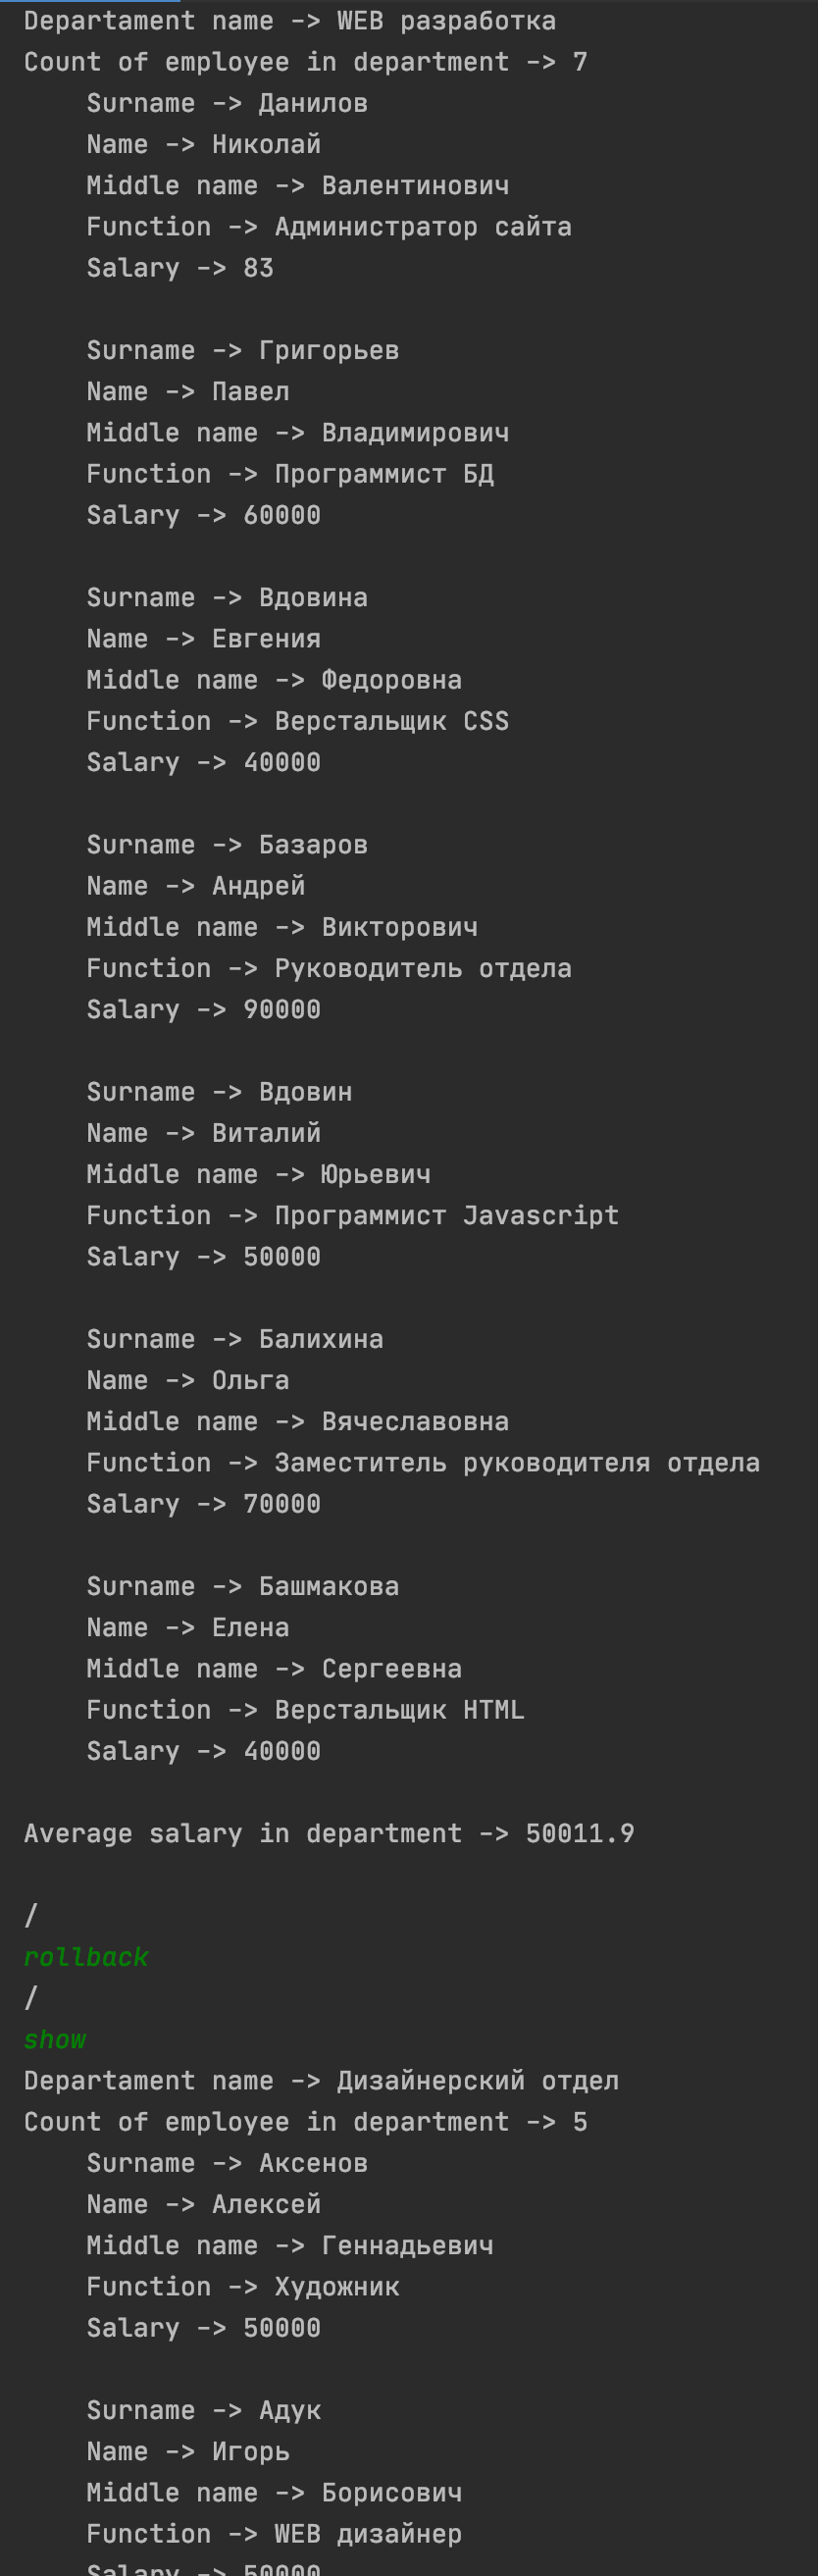 Departament name -> WEB разработка
Count of employee in department -> 7
Surname -> Данилов
Name -> Николай
Middle name -> Валентинович
Function -> Администратор сайта
Salary -> 83
Surname -> Григорьев
Name -> Павел
Middle name -> Владимирович
Function -> Программист БД
Salary -> 60000
Surname -> Вдовина
Name -> Евгения
Middle name -> Федоровна
Function -> Верстальщик CSS
Salary -> 40000
Surname -> Базаров
Name -> Андрей
Middle name -> Викторович
Function -> Руководитель отдела
Salary -> 90000
Surname -> Вдовин
Name -> Виталий
Middle name -> Юрьевич
Function -> Программист Javascript
Salary -> 50000
Surname -> Балихина
Name -> Ольга
Middle name -> Вячеславовна
Function -> Заместитель руководителя отдела
Salary -> 70000
Surname -> Башмакова
Name -> Елена
Middle name -> Сергеевна
Function -> Верстальщик HTML
Salary -> 40000
Average salary in department -> 50011.9
/
rollback
/
show
Departament name -> Дизайнерский отдел
Count of employee in department -> 5
Surname -> Аксенов
Name -> Алексей
Middle name -> Геннадьевич
Function -> Художник
Salary -> 50000
Surname -> Адук
Name -> Игорь
Middle name -> Борисович
Function -> WEB дизайнер
Salary -> 50000